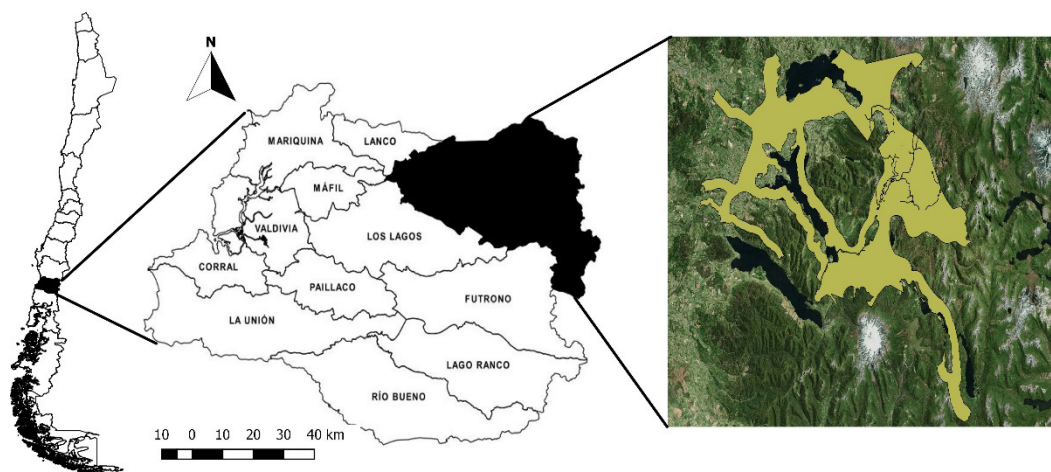 N
MARIQUINA
LANCO
MÁFIL
VALDIVIA
LOS LAGOS
CORRAL
PAILLACO
FUTRONO
LA UNIÓN
LAGO RANCO
RÍO BUENO
10 0 10 20 30 40 km